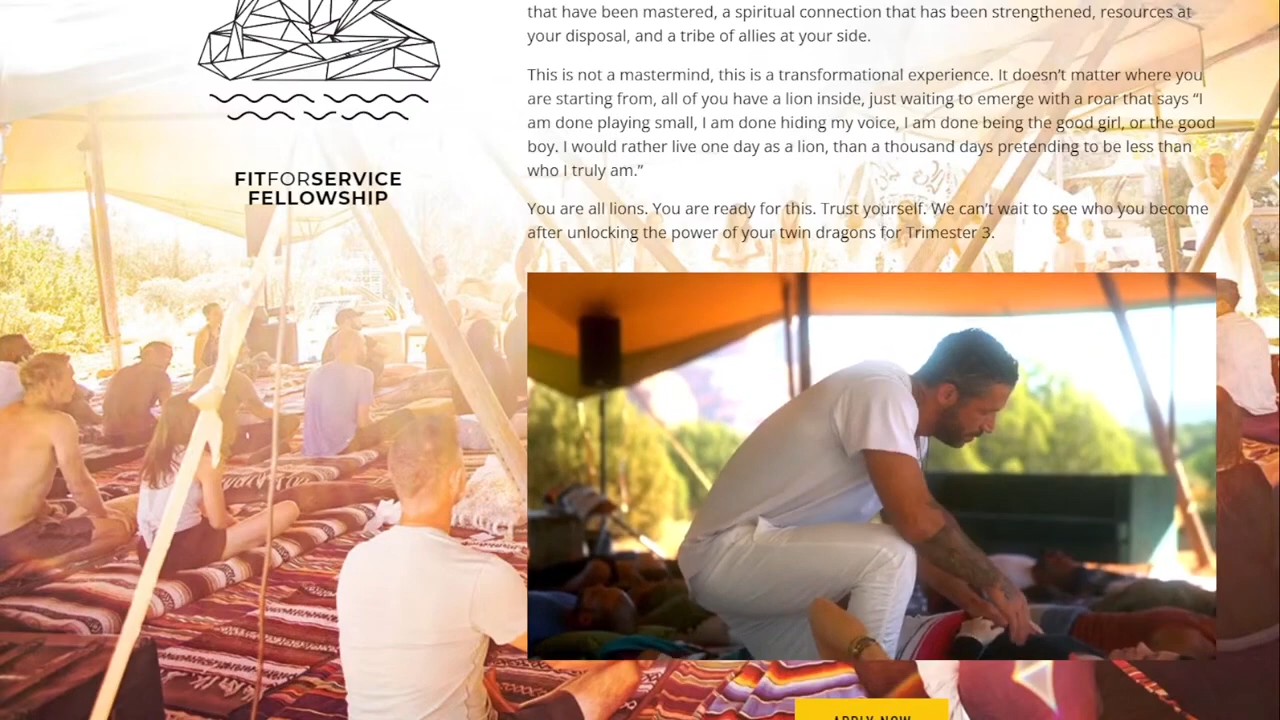 that have been mastered, a spiritual connection that has been strengthened, resources at
your disposal, and a tribe of allies at your side.
This is not a mastermind, this is a transformational experience. It doesn’t matter where you
are starting from, all of you have a lion inside, just waiting to emerge with a roar that says “I
am done playing small, I am done hiding my voice, I am done being the good girl, or the good
boy. I would rather live one day as a lion, than a thousand days pretending to be less than
who I truly am.”
You are all lions. You are ready for this. Trust yourself. We can’t wait to see who you become
after unlocking the power of your twin dragons for Trimester 3.
FITFORSERVICE
FELLOWSHIP
APPLY NOW